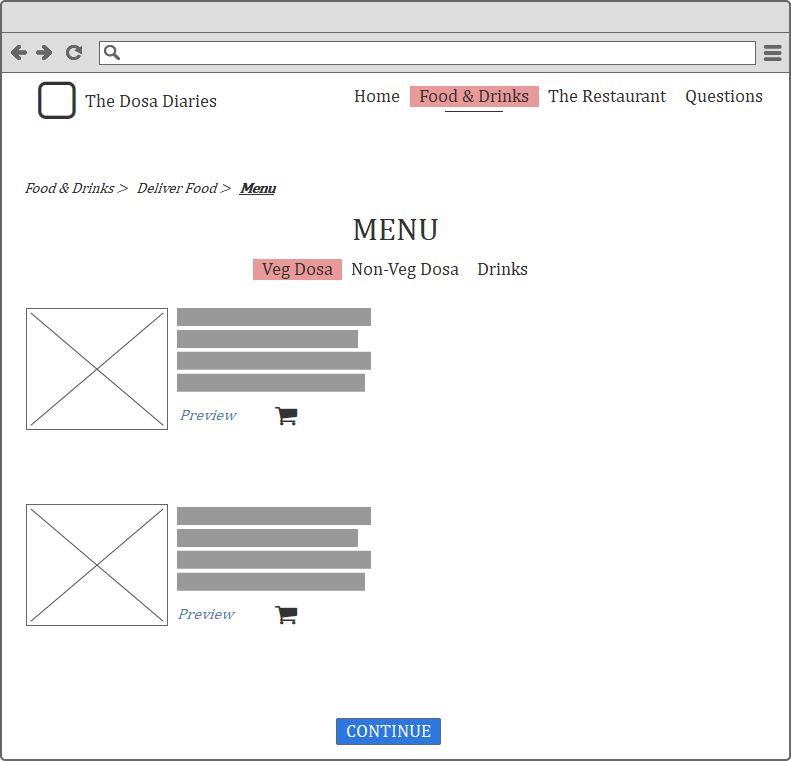 The Dosa Diaries
Home Food & Drinks The Restaurant Questions
Food & Drinks > Deliver Food > Menu
MENU
Veg Dosa Non-Veg Dosa Drinks
Preview
Preview
CONTINUE